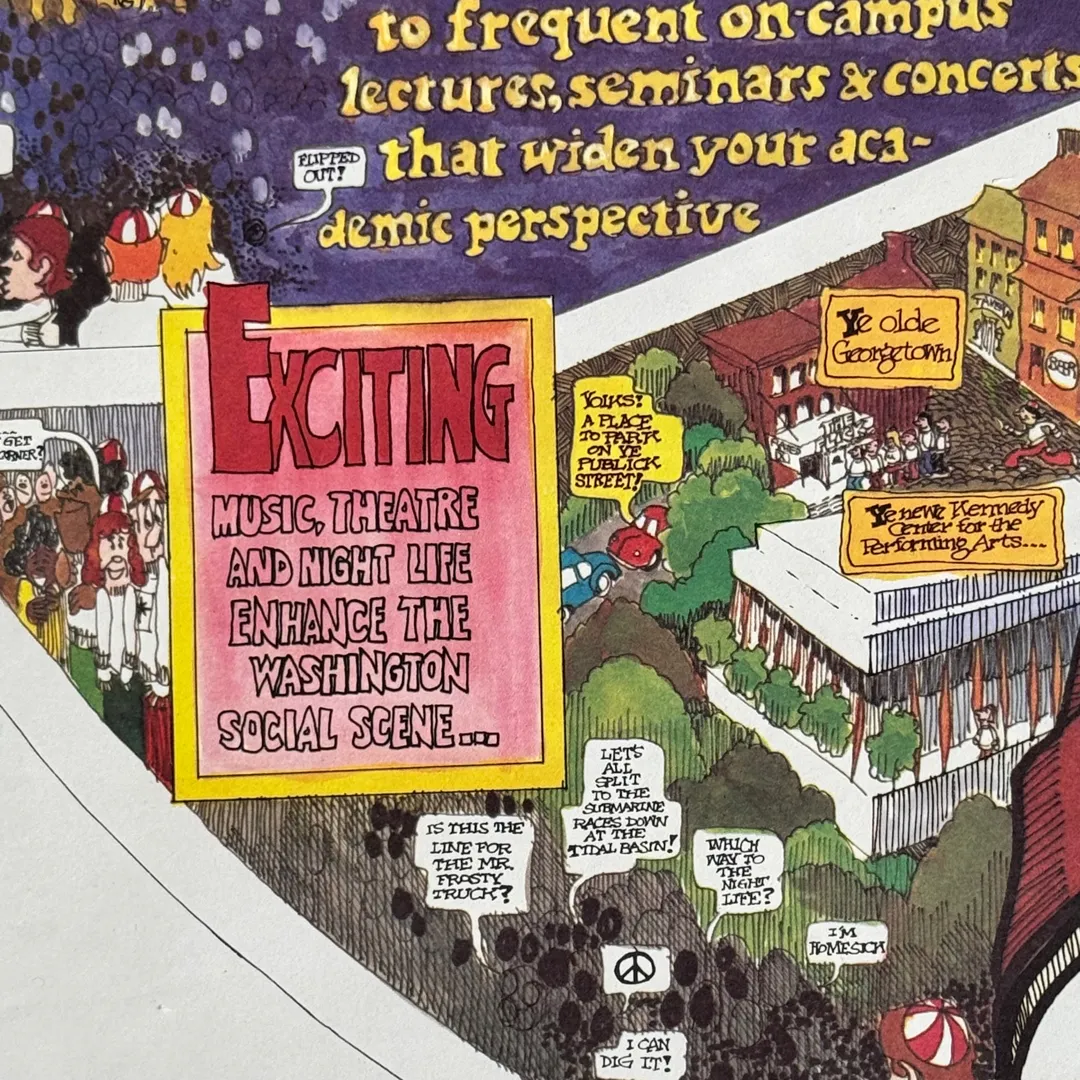 to frequent on-campus
lectures, seminars & concerts
that widen your aca-
demic perspective
FLIPPED
OUT!
EXCITING
MUSIC, THEATRE
AND NIGHT LIFE
ENHANCE THE
WASHINGTON
SOCIAL SCENE...
GET
CORNER?
Ye olde
Georgetown
TAVERN
BEER
YOIKS!
A PLACE
TO PARK
ON YE
PUBLICK
STREET!
Ye newe Kennedy
Center for the
Performing Arts...
LET'S
ALL
SPLIT
TO THE
SUBMARINE
RACES DOWN
AT THE
TIDAL BASIN!
IS THIS THE
LINE FOR
THE MR.
FROSTY
TRUCK?
WHICH
WAY TO
THE
NIGHT
LIFE?
I'M
HOMESICK
I CAN
DIG IT!